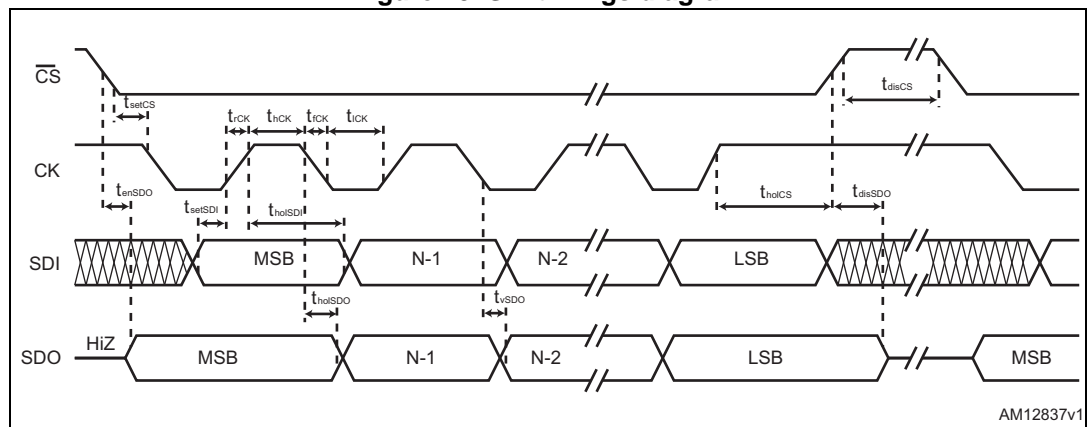 CS
tsetCS
tdisCS
trCK
thCK
tfCK
tlCK
CK
tenSDO
tsetSDI
tholSDI
tholCS
tdisSDO
SDI
MSB
N-1
N-2
LSB
tholSDO
tvSDO
SDO
HiZ
MSB
N-1
N-2
LSB
MSB
AM12837v1